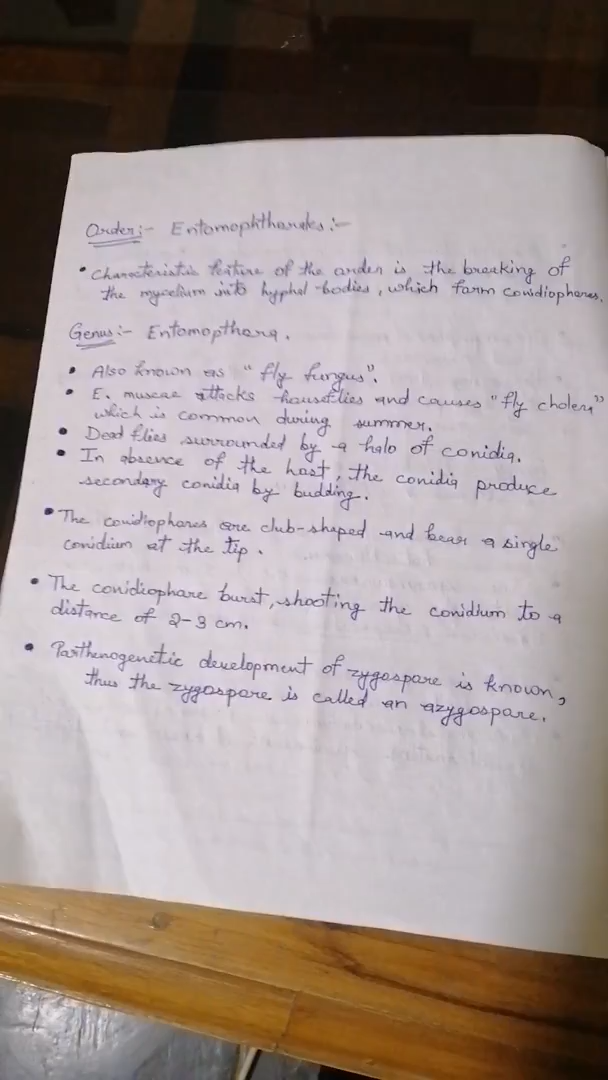 Order:- Entomophthorales:-
• Characteristic feature of the order is the breaking of
the mycelium into hyphal bodies, which form conidiophores.
Genus:- Entomopthora.
• Also known as "fly fungus".
• E. muscae attacks houseflies and causes "fly cholera"
which is common during summer.
• Dead flies surrounded by a halo of conidia.
• In absence of the host, the conidia produce
secondary conidia by budding.
• The conidiophores are club-shaped and bear a single
conidium at the tip.
• The conidiophore burst, shooting the conidium to a
distance of 2-3 cm.
• Parthenogenetic development of zygospore is known,
thus the zygospore is called an azygospore.